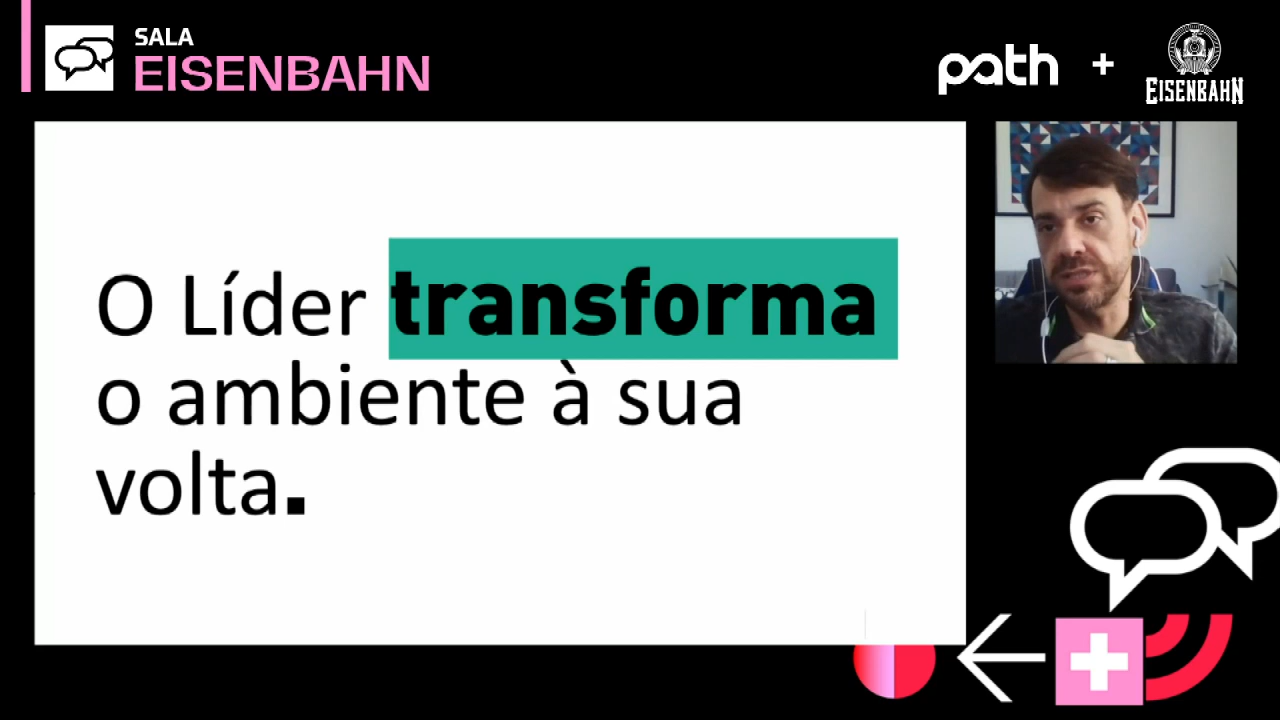 SALA
EISENBAHN
path +
EISENBAHN
O Líder transforma
o ambiente à sua
volta.